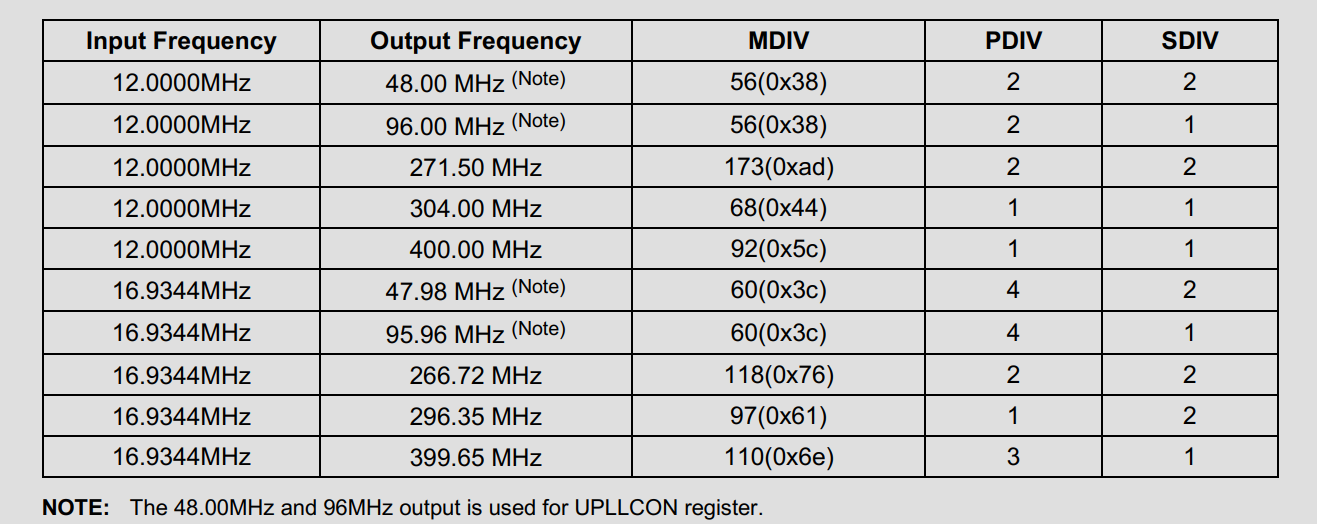 Input Frequency Output Frequency MDIV PDIV SDIV
12.0000MHz 48.00 MHz (Note) 56(0x38) 2 2
12.0000MHz 96.00 MHz (Note) 56(0x38) 2 1
12.0000MHz 271.50 MHz 173(0xad) 2 2
12.0000MHz 304.00 MHz 68(0x44) 1 1
12.0000MHz 400.00 MHz 92(0x5c) 1 1
16.9344MHz 47.98 MHz (Note) 60(0x3c) 4 2
16.9344MHz 95.96 MHz (Note) 60(0x3c) 4 1
16.9344MHz 266.72 MHz 118(0x76) 2 2
16.9344MHz 296.35 MHz 97(0x61) 1 2
16.9344MHz 399.65 MHz 110(0x6e) 3 1
NOTE: The 48.00MHz and 96MHz output is used for UPLLCON register.